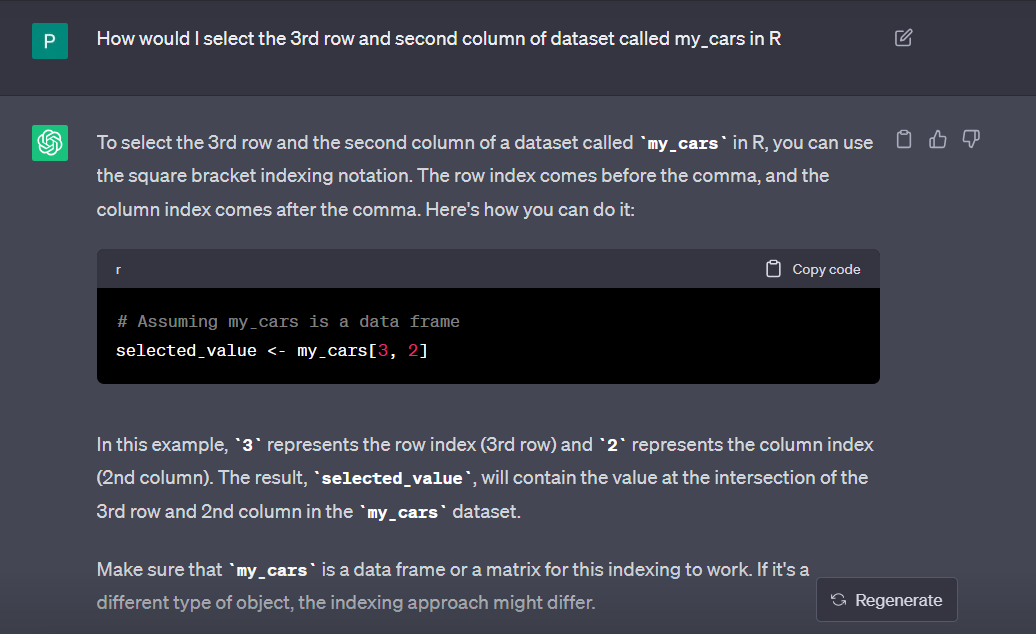 P
How would I select the 3rd row and second column of dataset called my_cars in R
To select the 3rd row and the second column of a dataset called `my_cars` in R, you can use
the square bracket indexing notation. The row index comes before the comma, and the
column index comes after the comma. Here's how you can do it:
r
Copy code
# Assuming my_cars is a data frame
selected_value <- my_cars[3, 2]
In this example, `3` represents the row index (3rd row) and `2` represents the column index
(2nd column). The result, `selected_value`, will contain the value at the intersection of the
3rd row and 2nd column in the `my_cars` dataset.
Make sure that `my_cars` is a data frame or a matrix for this indexing to work. If it's a
different type of object, the indexing approach might differ.
Regenerate